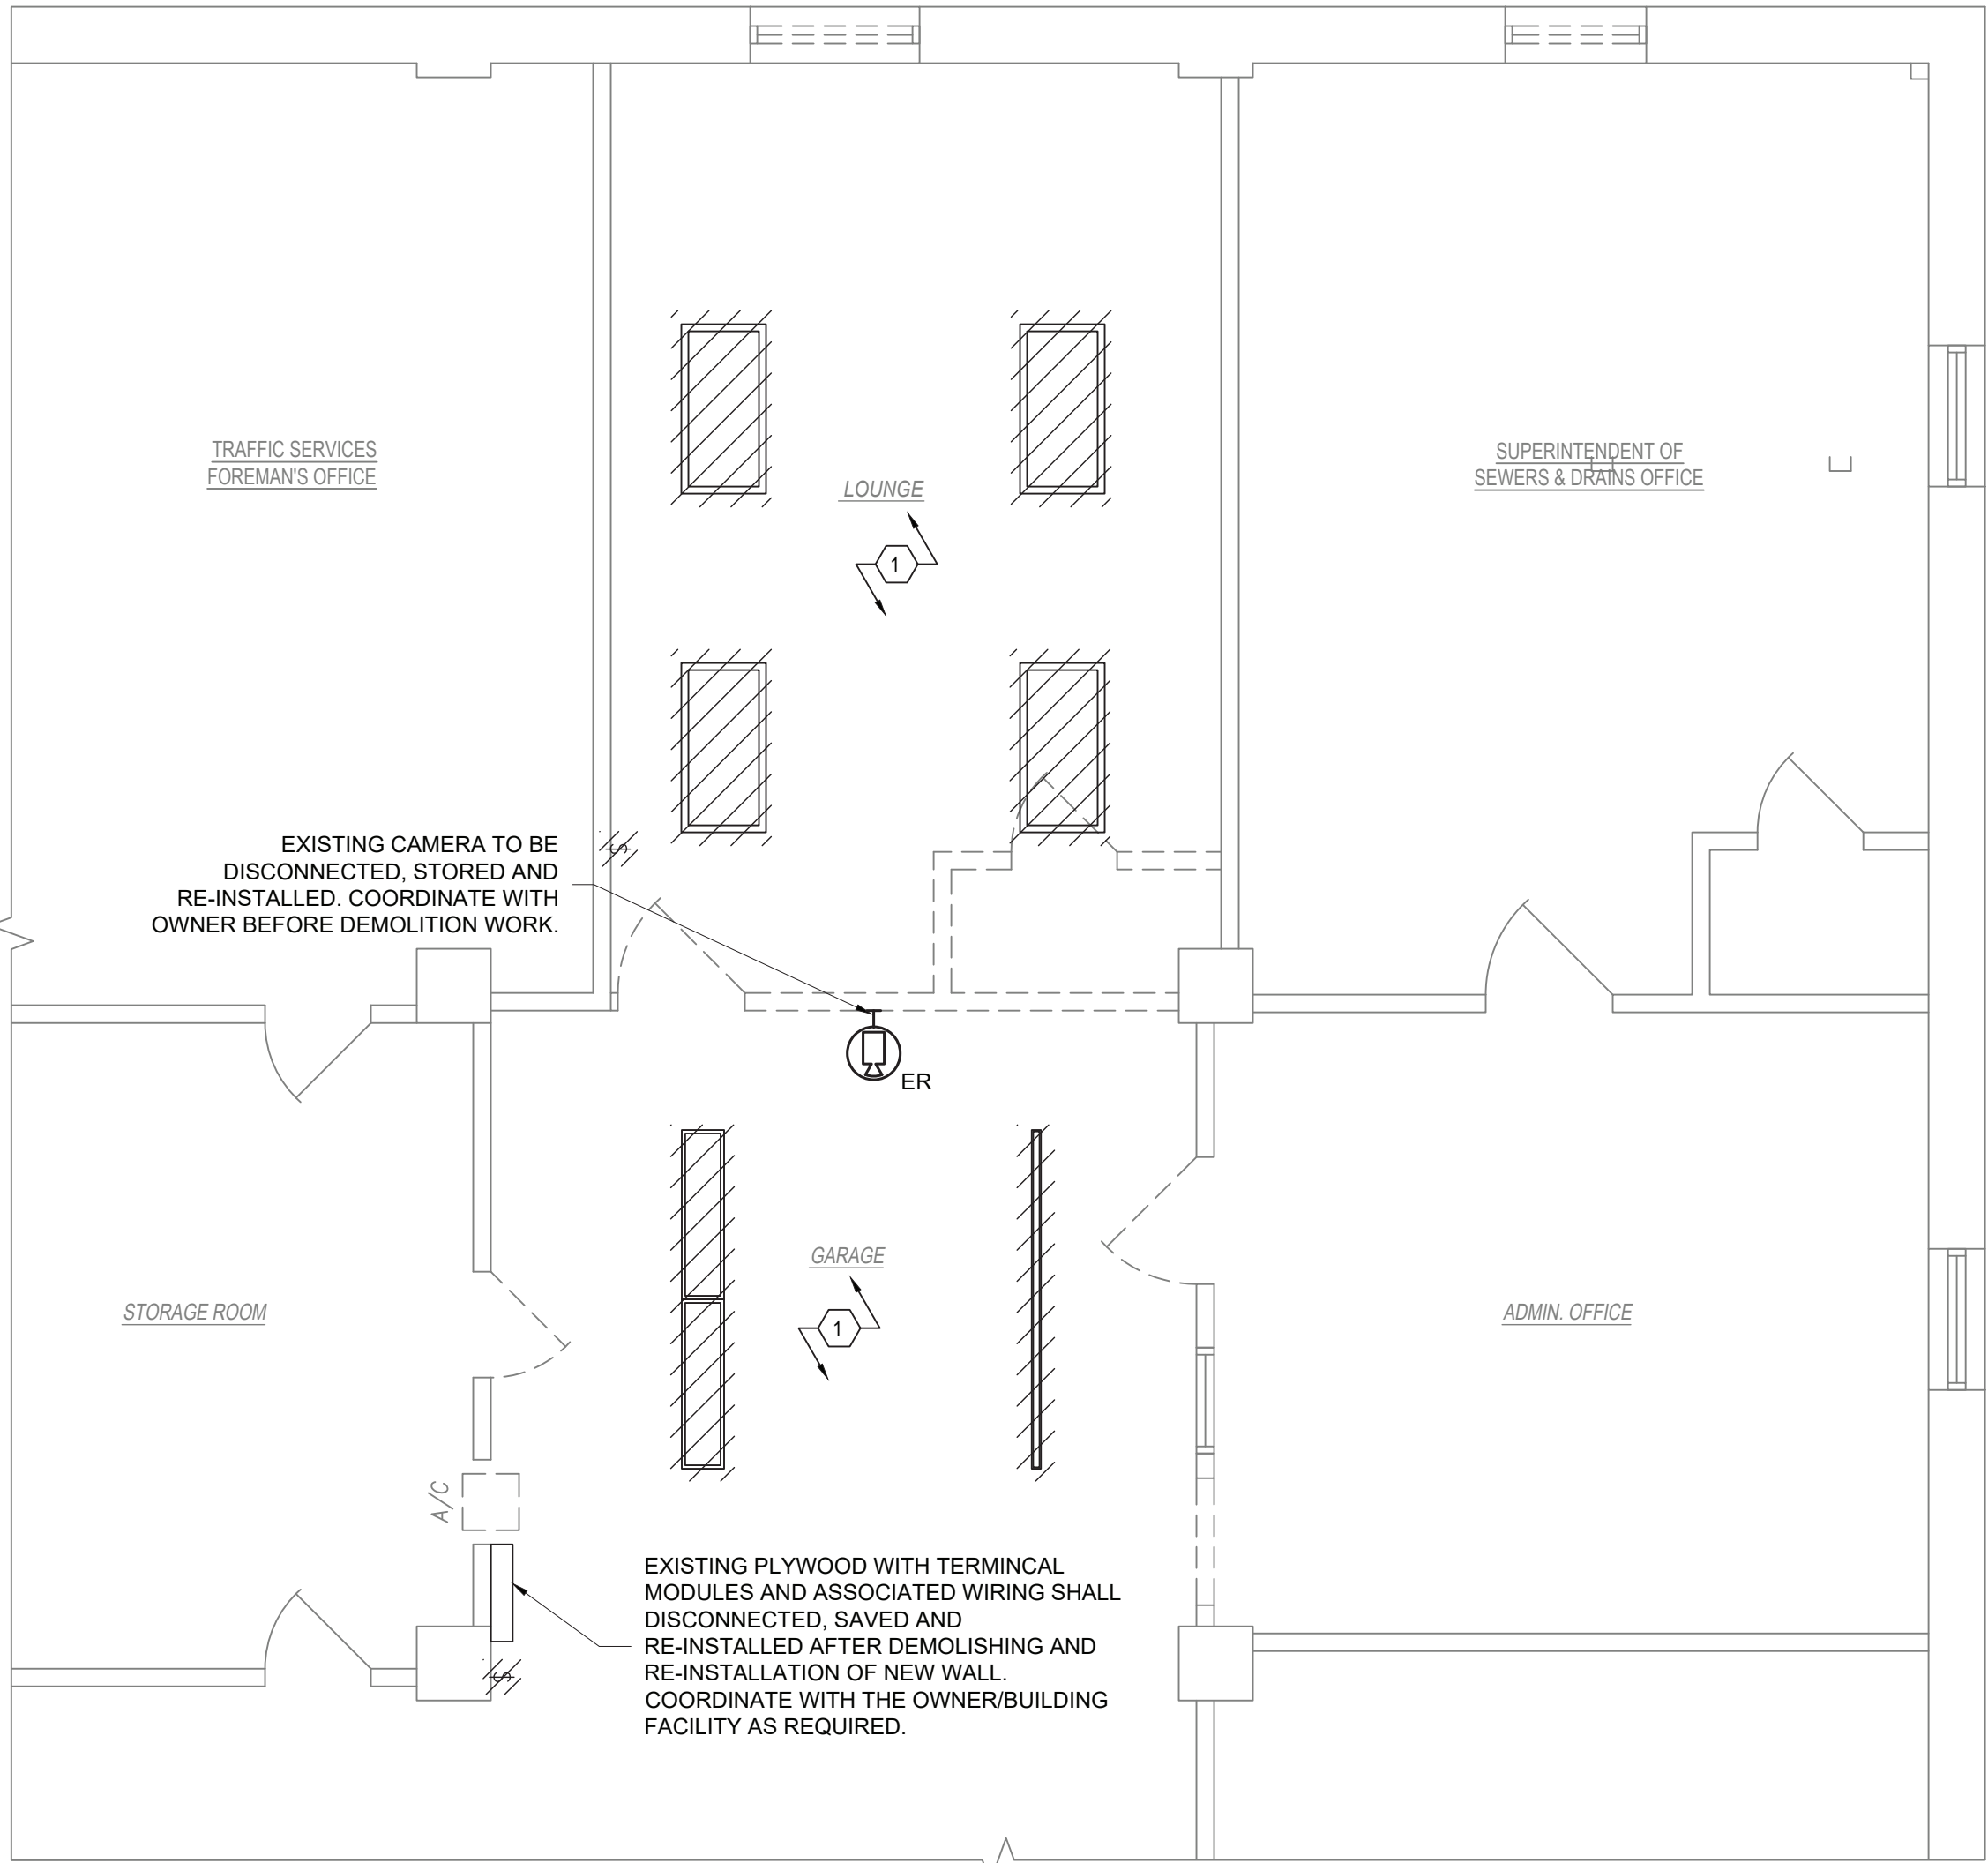 TRAFFIC SERVICES
FOREMAN'S OFFICE
LOUNGE
1
SUPERINTENDENT OF
SEWERS & DRAINS OFFICE
EXISTING CAMERA TO BE
DISCONNECTED, STORED AND
RE-INSTALLED. COORDINATE WITH
OWNER BEFORE DEMOLITION WORK.
$
ER
STORAGE ROOM
GARAGE
1
ADMIN. OFFICE
A/C
EXISTING PLYWOOD WITH TERMINCAL
MODULES AND ASSOCIATED WIRING SHALL
DISCONNECTED, SAVED AND
RE-INSTALLED AFTER DEMOLISHING AND
RE-INSTALLATION OF NEW WALL.
COORDINATE WITH THE OWNER/BUILDING
FACILITY AS REQUIRED.
$